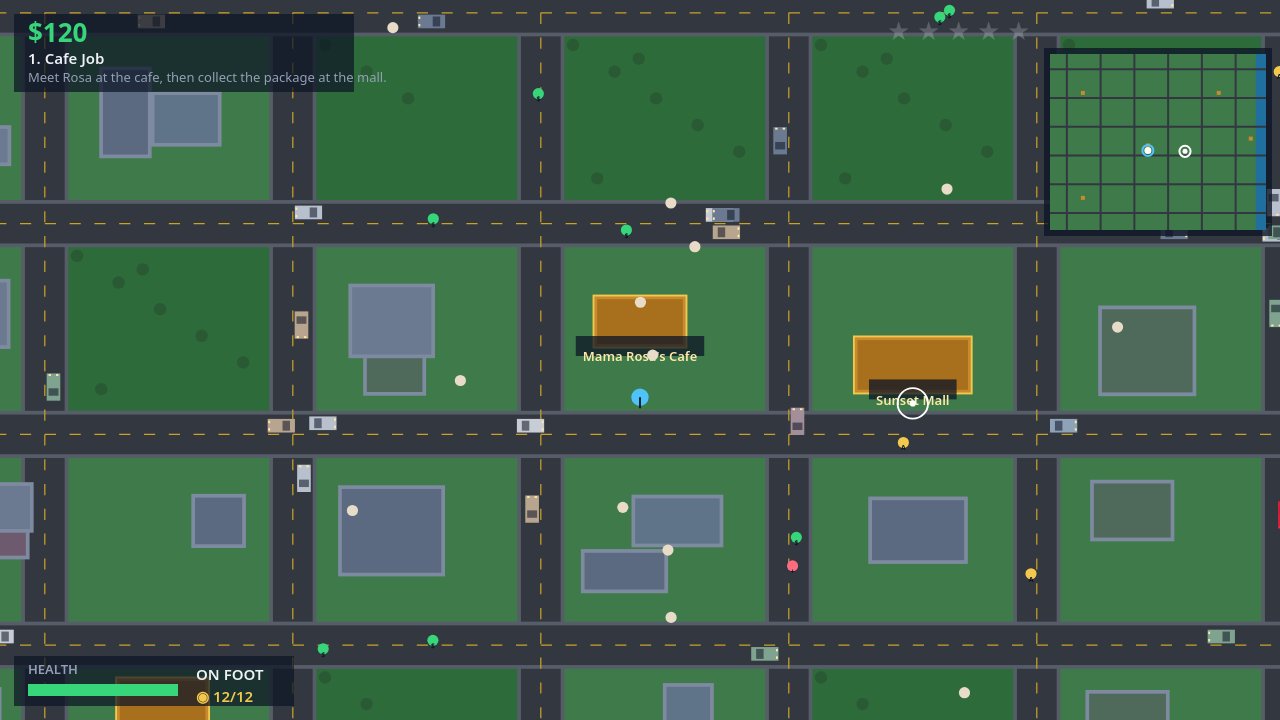 $120
1. Cafe Job
Meet Rosa at the cafe, then collect the package at the mall.
Mama Rosa's Cafe
Sunset Mall
HEALTH
ON FOOT
12/12